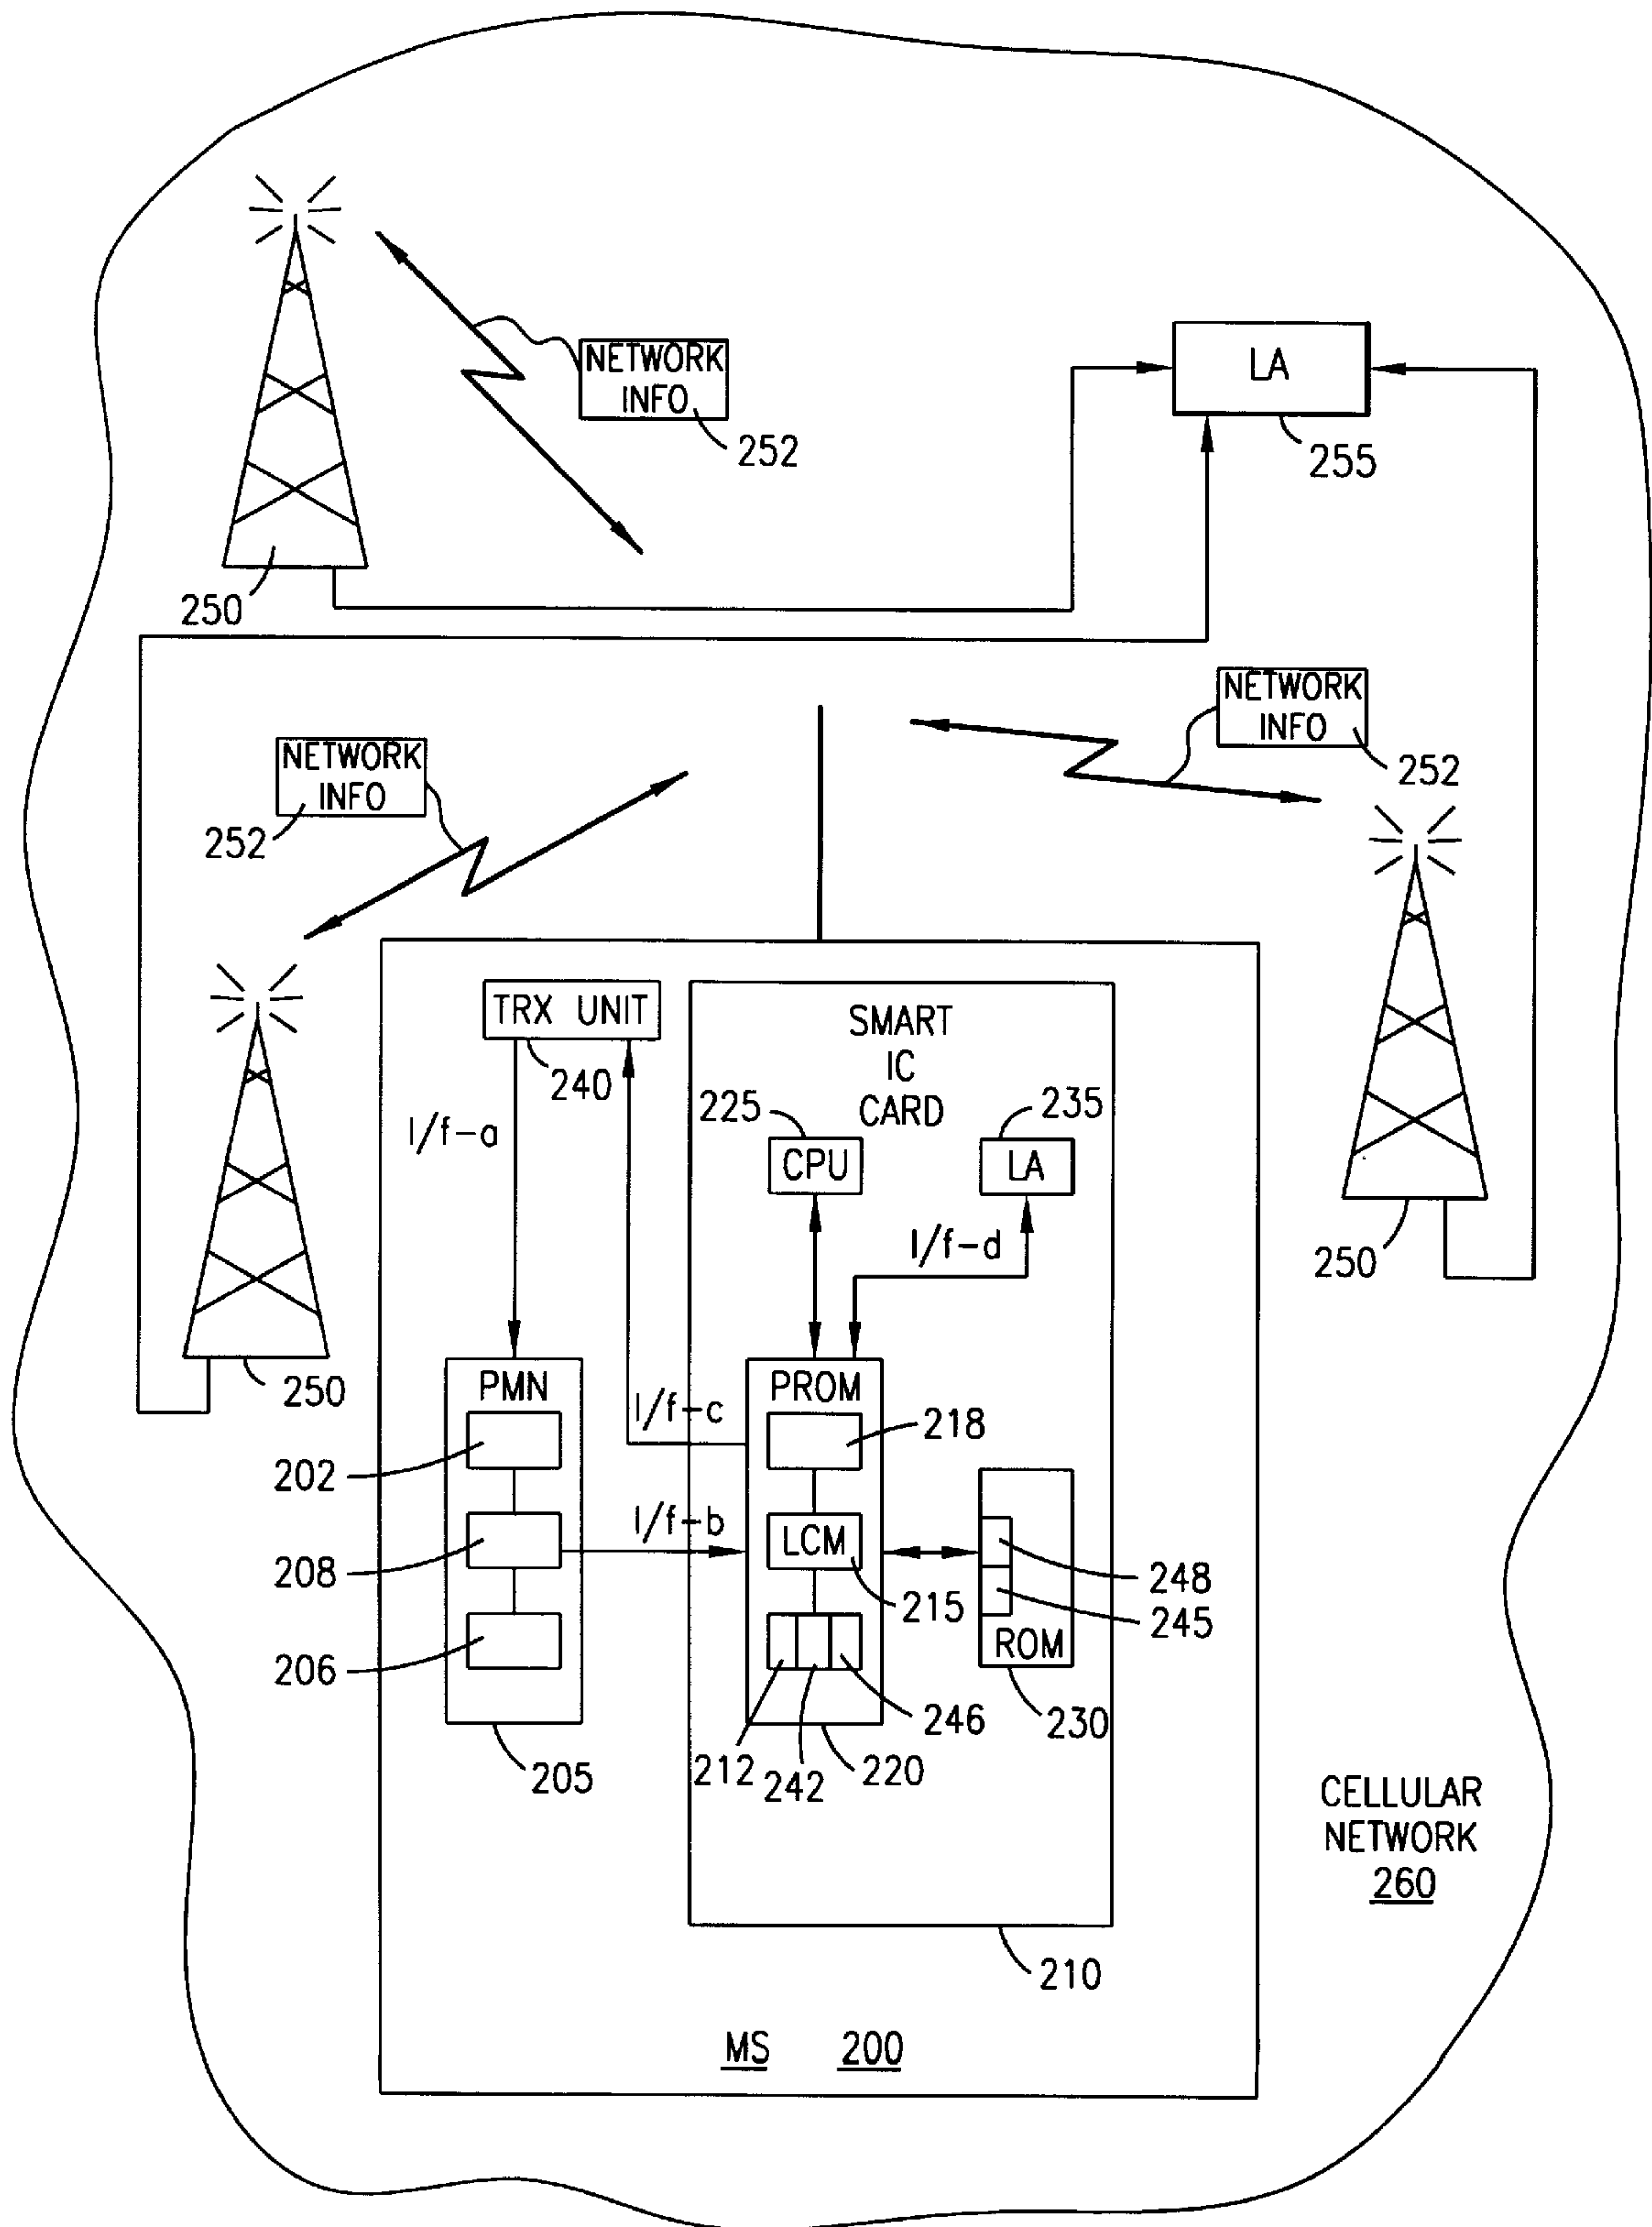 NETWORK
INFO
252
LA
255
250
NETWORK
INFO
252
NETWORK
INFO
252
TRX UNIT
240
SMART
IC
CARD
225
235
CPU
LA
I/f-a
I/f-d
250
250
PMN
PROM
I/f-c
218
202
I/f-b
LCM
208
248
215
245
206
ROM
246
230
212
242
220
205
CELLULAR
NETWORK
260
210
MS 200